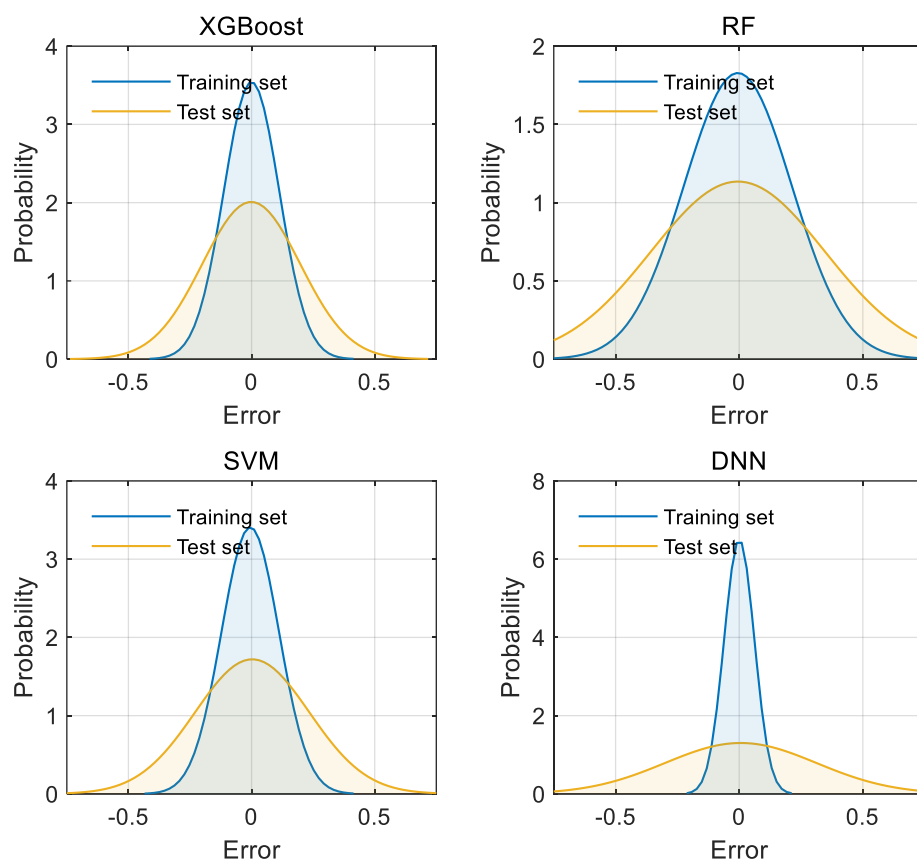 XGBoost
4
3
2
1
0
Probability
Training set
Test set
-0.5
0
0.5
Error
RF
2
1.5
1
0.5
0
Probability
Training set
Test set
-0.5
0
0.5
Error
SVM
4
3
2
1
0
Probability
Training set
Test set
-0.5
0
0.5
Error
DNN
8
6
4
2
0
Probability
Training set
Test set
-0.5
0
0.5
Error